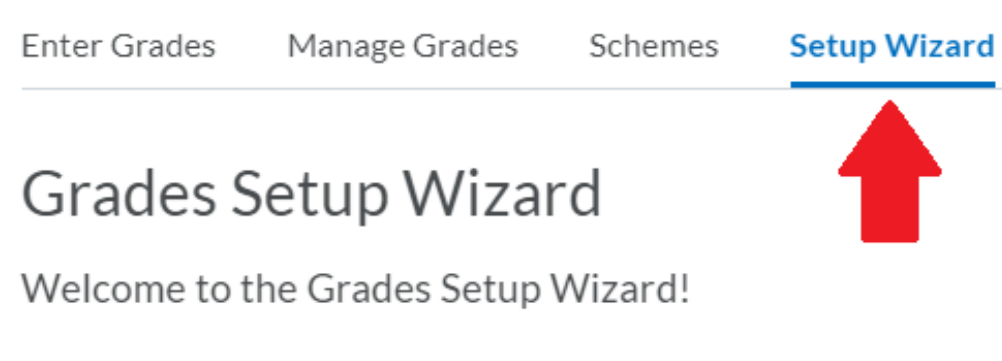 Enter Grades Manage Grades Schemes Setup Wizard
Grades Setup Wizard
Welcome to the Grades Setup Wizard!